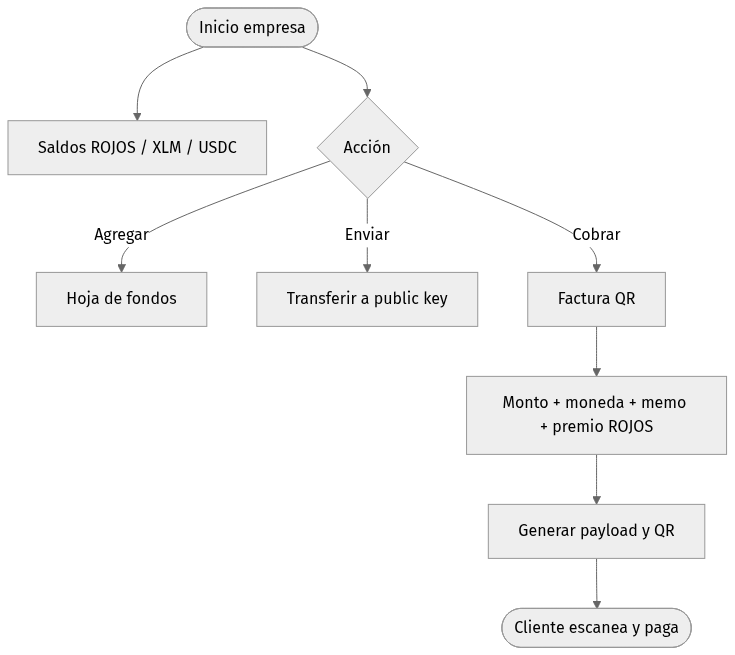 Inicio empresa
Saldos ROJOS / XLM / USDC
Acción
Agregar
Enviar
Cobrar
Hoja de fondos
Transferir a public key
Factura QR
Monto + moneda + memo
+ premio ROJOS
Generar payload y QR
Cliente escanea y paga